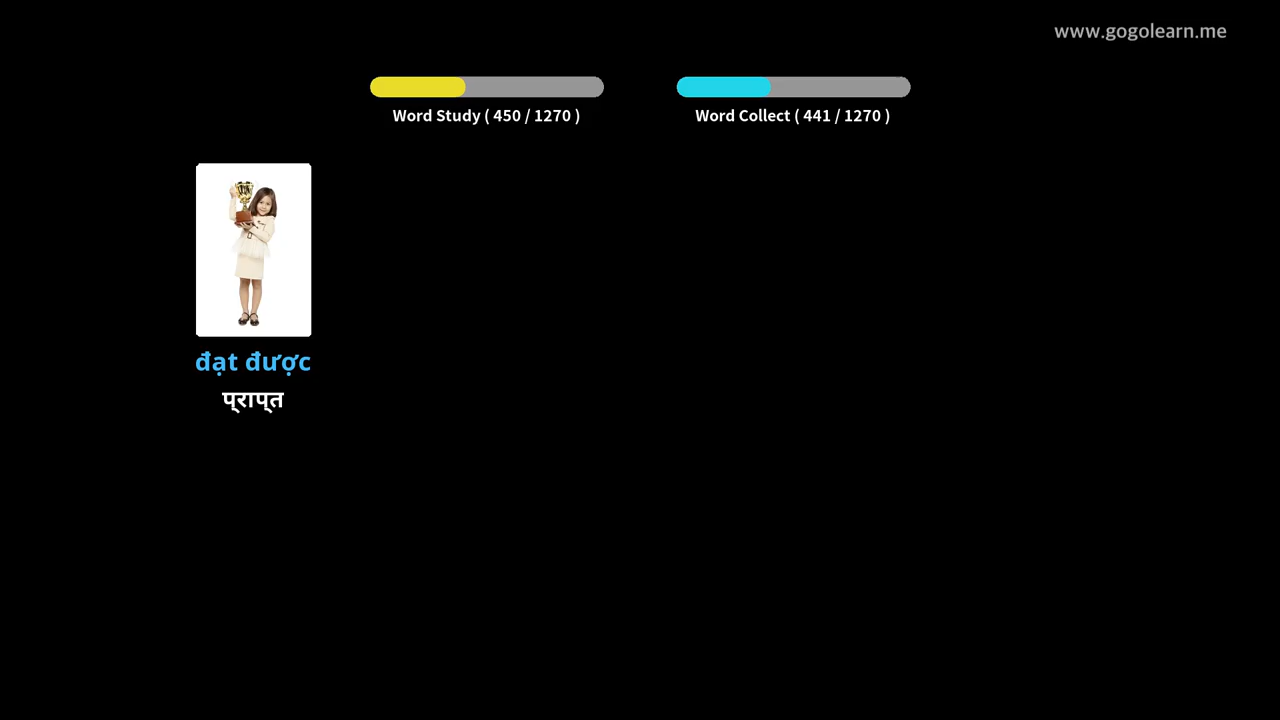 www.gogolearn.me
Word Study ( 450 / 1270 )
Word Collect ( 441 / 1270 )
đạt được
प्राप्त